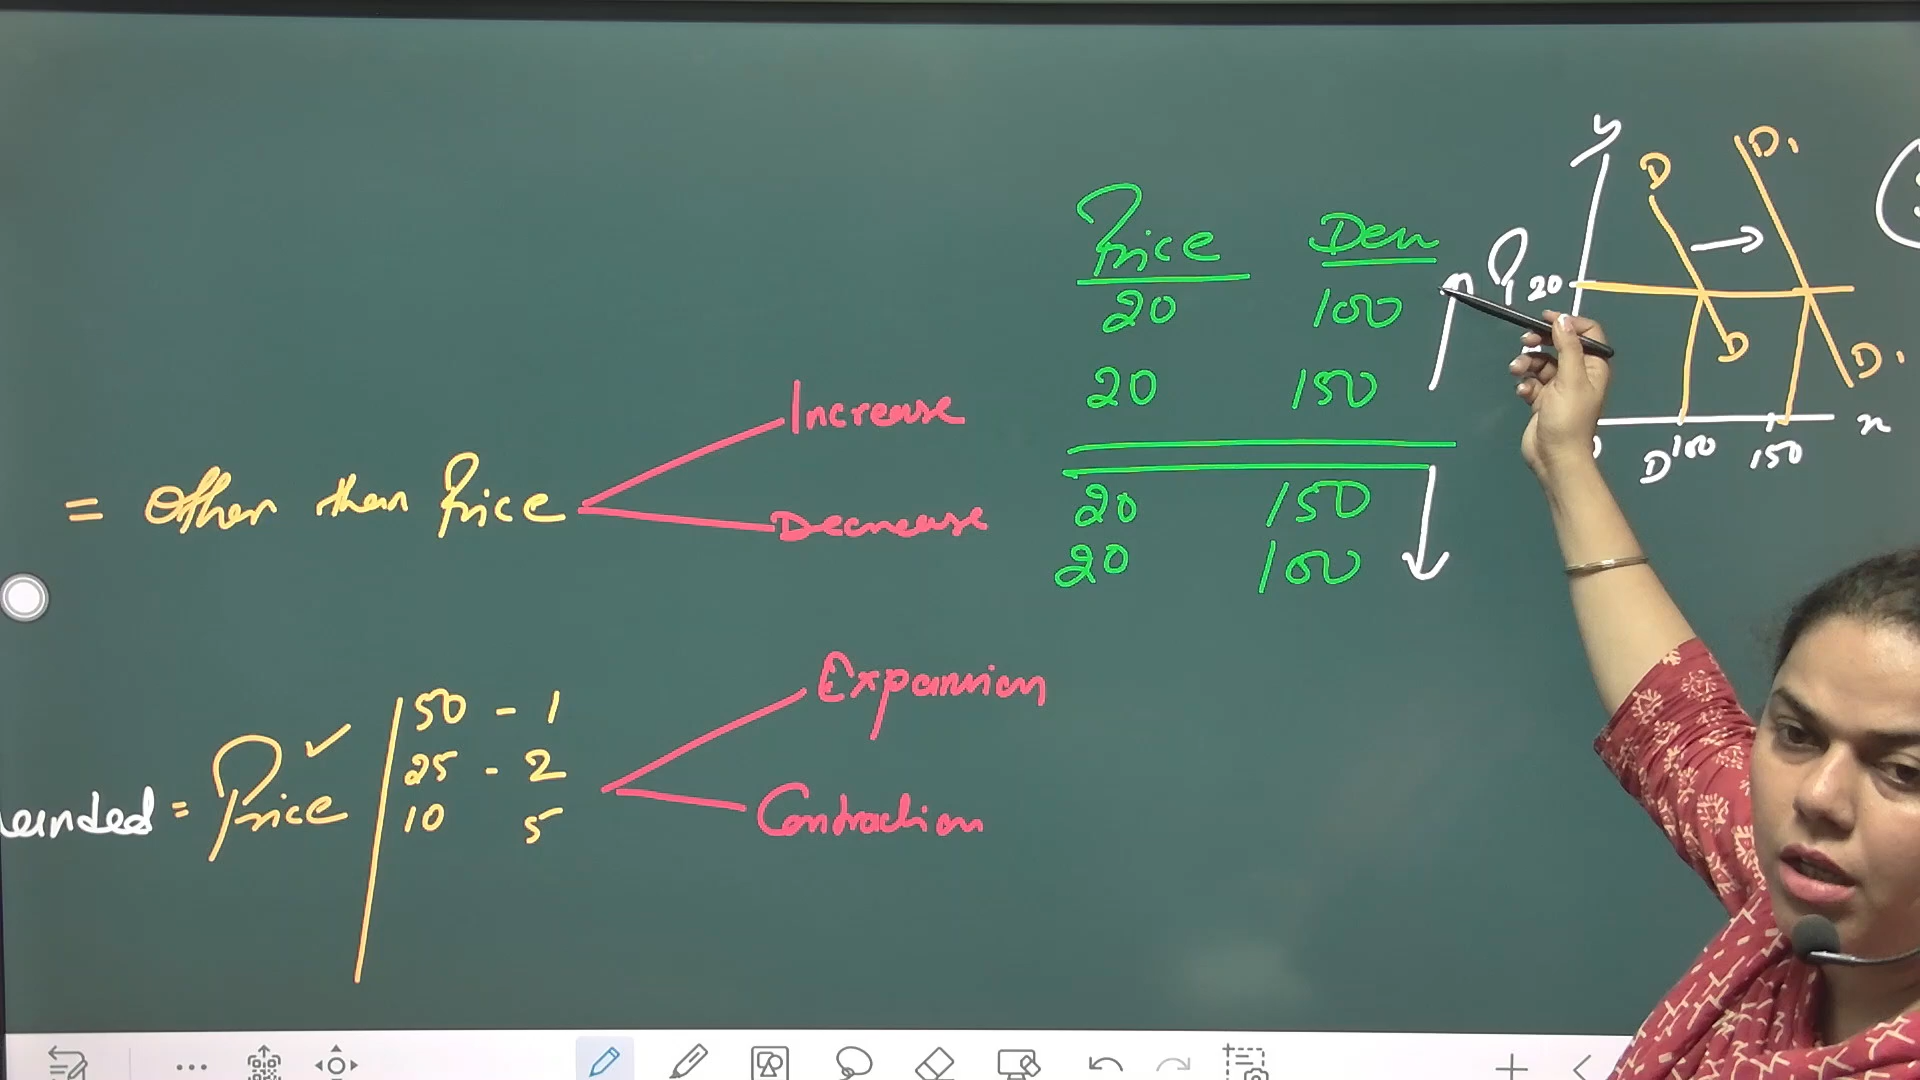 = Other than Price
Increase
Decrease
Price Dem
20 100
20 150
20 150
20 100
y
D D1
P 20
D D1
D 100 150 x
= Price ✓
50 - 1
25 - 2
10 5
Expansion
Contraction